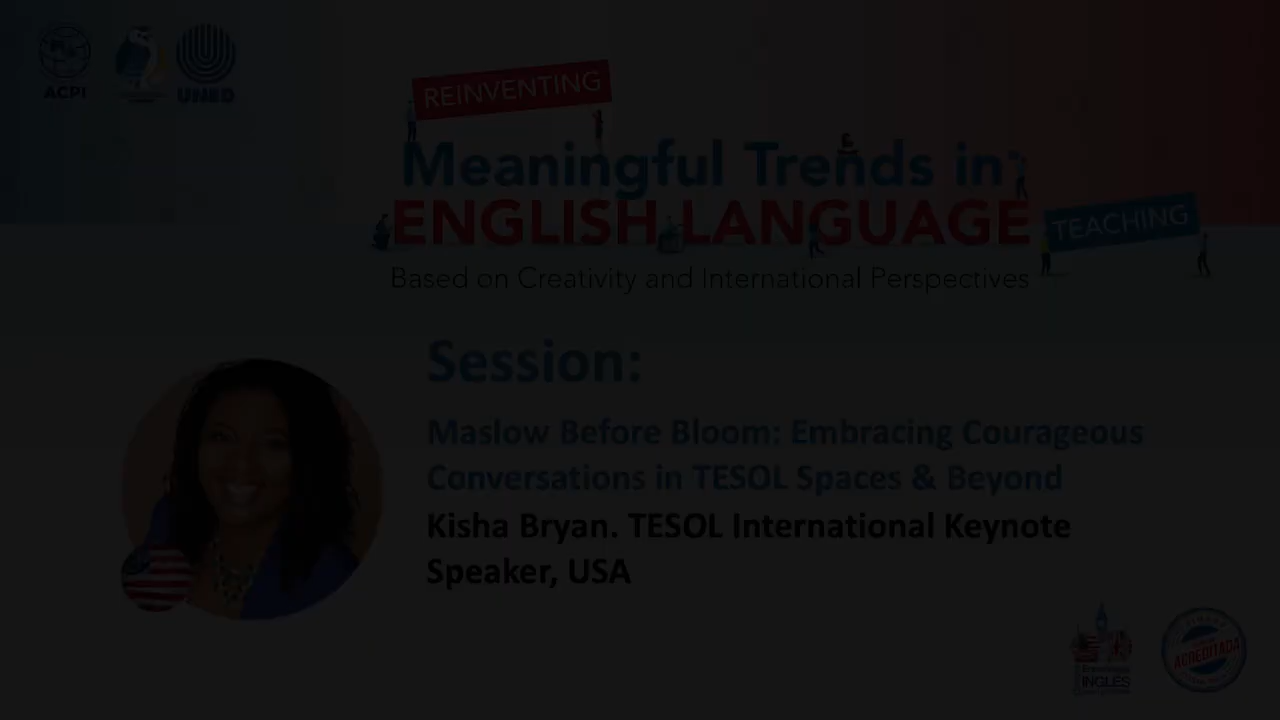 ACPI
UNED
REINVENTING
Meaningful Trends in
ENGLISH LANGUAGE
TEACHING
Based on Creativity and International Perspectives
Session:
Maslow Before Bloom: Embracing Courageous
Conversations in TESOL Spaces & Beyond
Kisha Bryan. TESOL International Keynote
Speaker, USA
INGLÉS
ACREDITADA